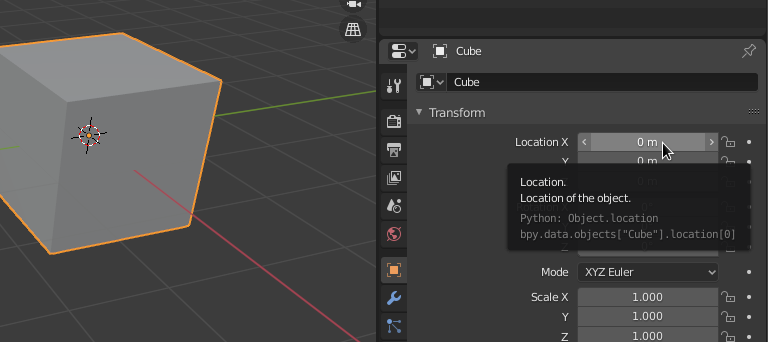 Cube
Cube
Transform
Location X 0 m
Y 0 m
Location.
Location of the object.
Python: Object.location
bpy.data.objects["Cube"].location[0]
Mode XYZ Euler
Scale X 1.000
Y 1.000
Z 1.000